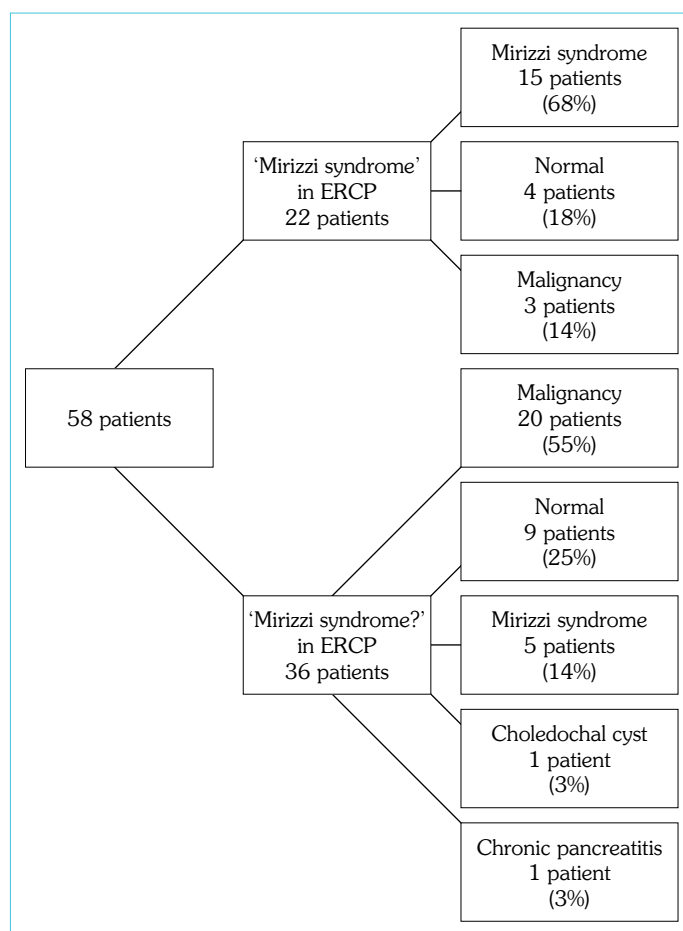 Mirizzi syndrome
15 patients
(68%)
‘Mirizzi syndrome’
in ERCP
22 patients
Normal
4 patients
(18%)
Malignancy
3 patients
(14%)
58 patients
Malignancy
20 patients
(55%)
Normal
9 patients
(25%)
‘Mirizzi syndrome?’
in ERCP
36 patients
Mirizzi syndrome
5 patients
(14%)
Choledochal cyst
1 patient
(3%)
Chronic pancreatitis
1 patient
(3%)